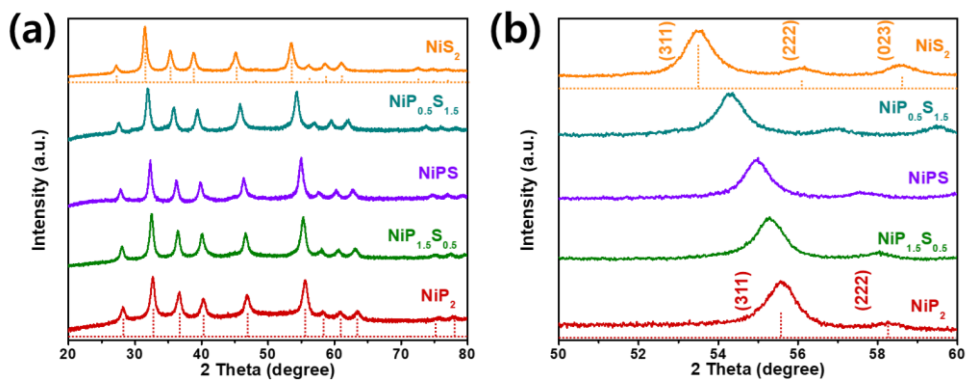 (a)
Intensity (a.u.)
NiS₂
NiP₀.₅S₁.₅
NiPS
NiP₁.₅S₀.₅
NiP₂
20 30 40 50 60 70 80
2 Theta (degree)
(b)
Intensity (a.u.)
(311) (222) (023)
NiS₂
NiP₀.₅S₁.₅
NiPS
NiP₁.₅S₀.₅
(311) (222)
NiP₂
50 52 54 56 58 60
2 Theta (degree)